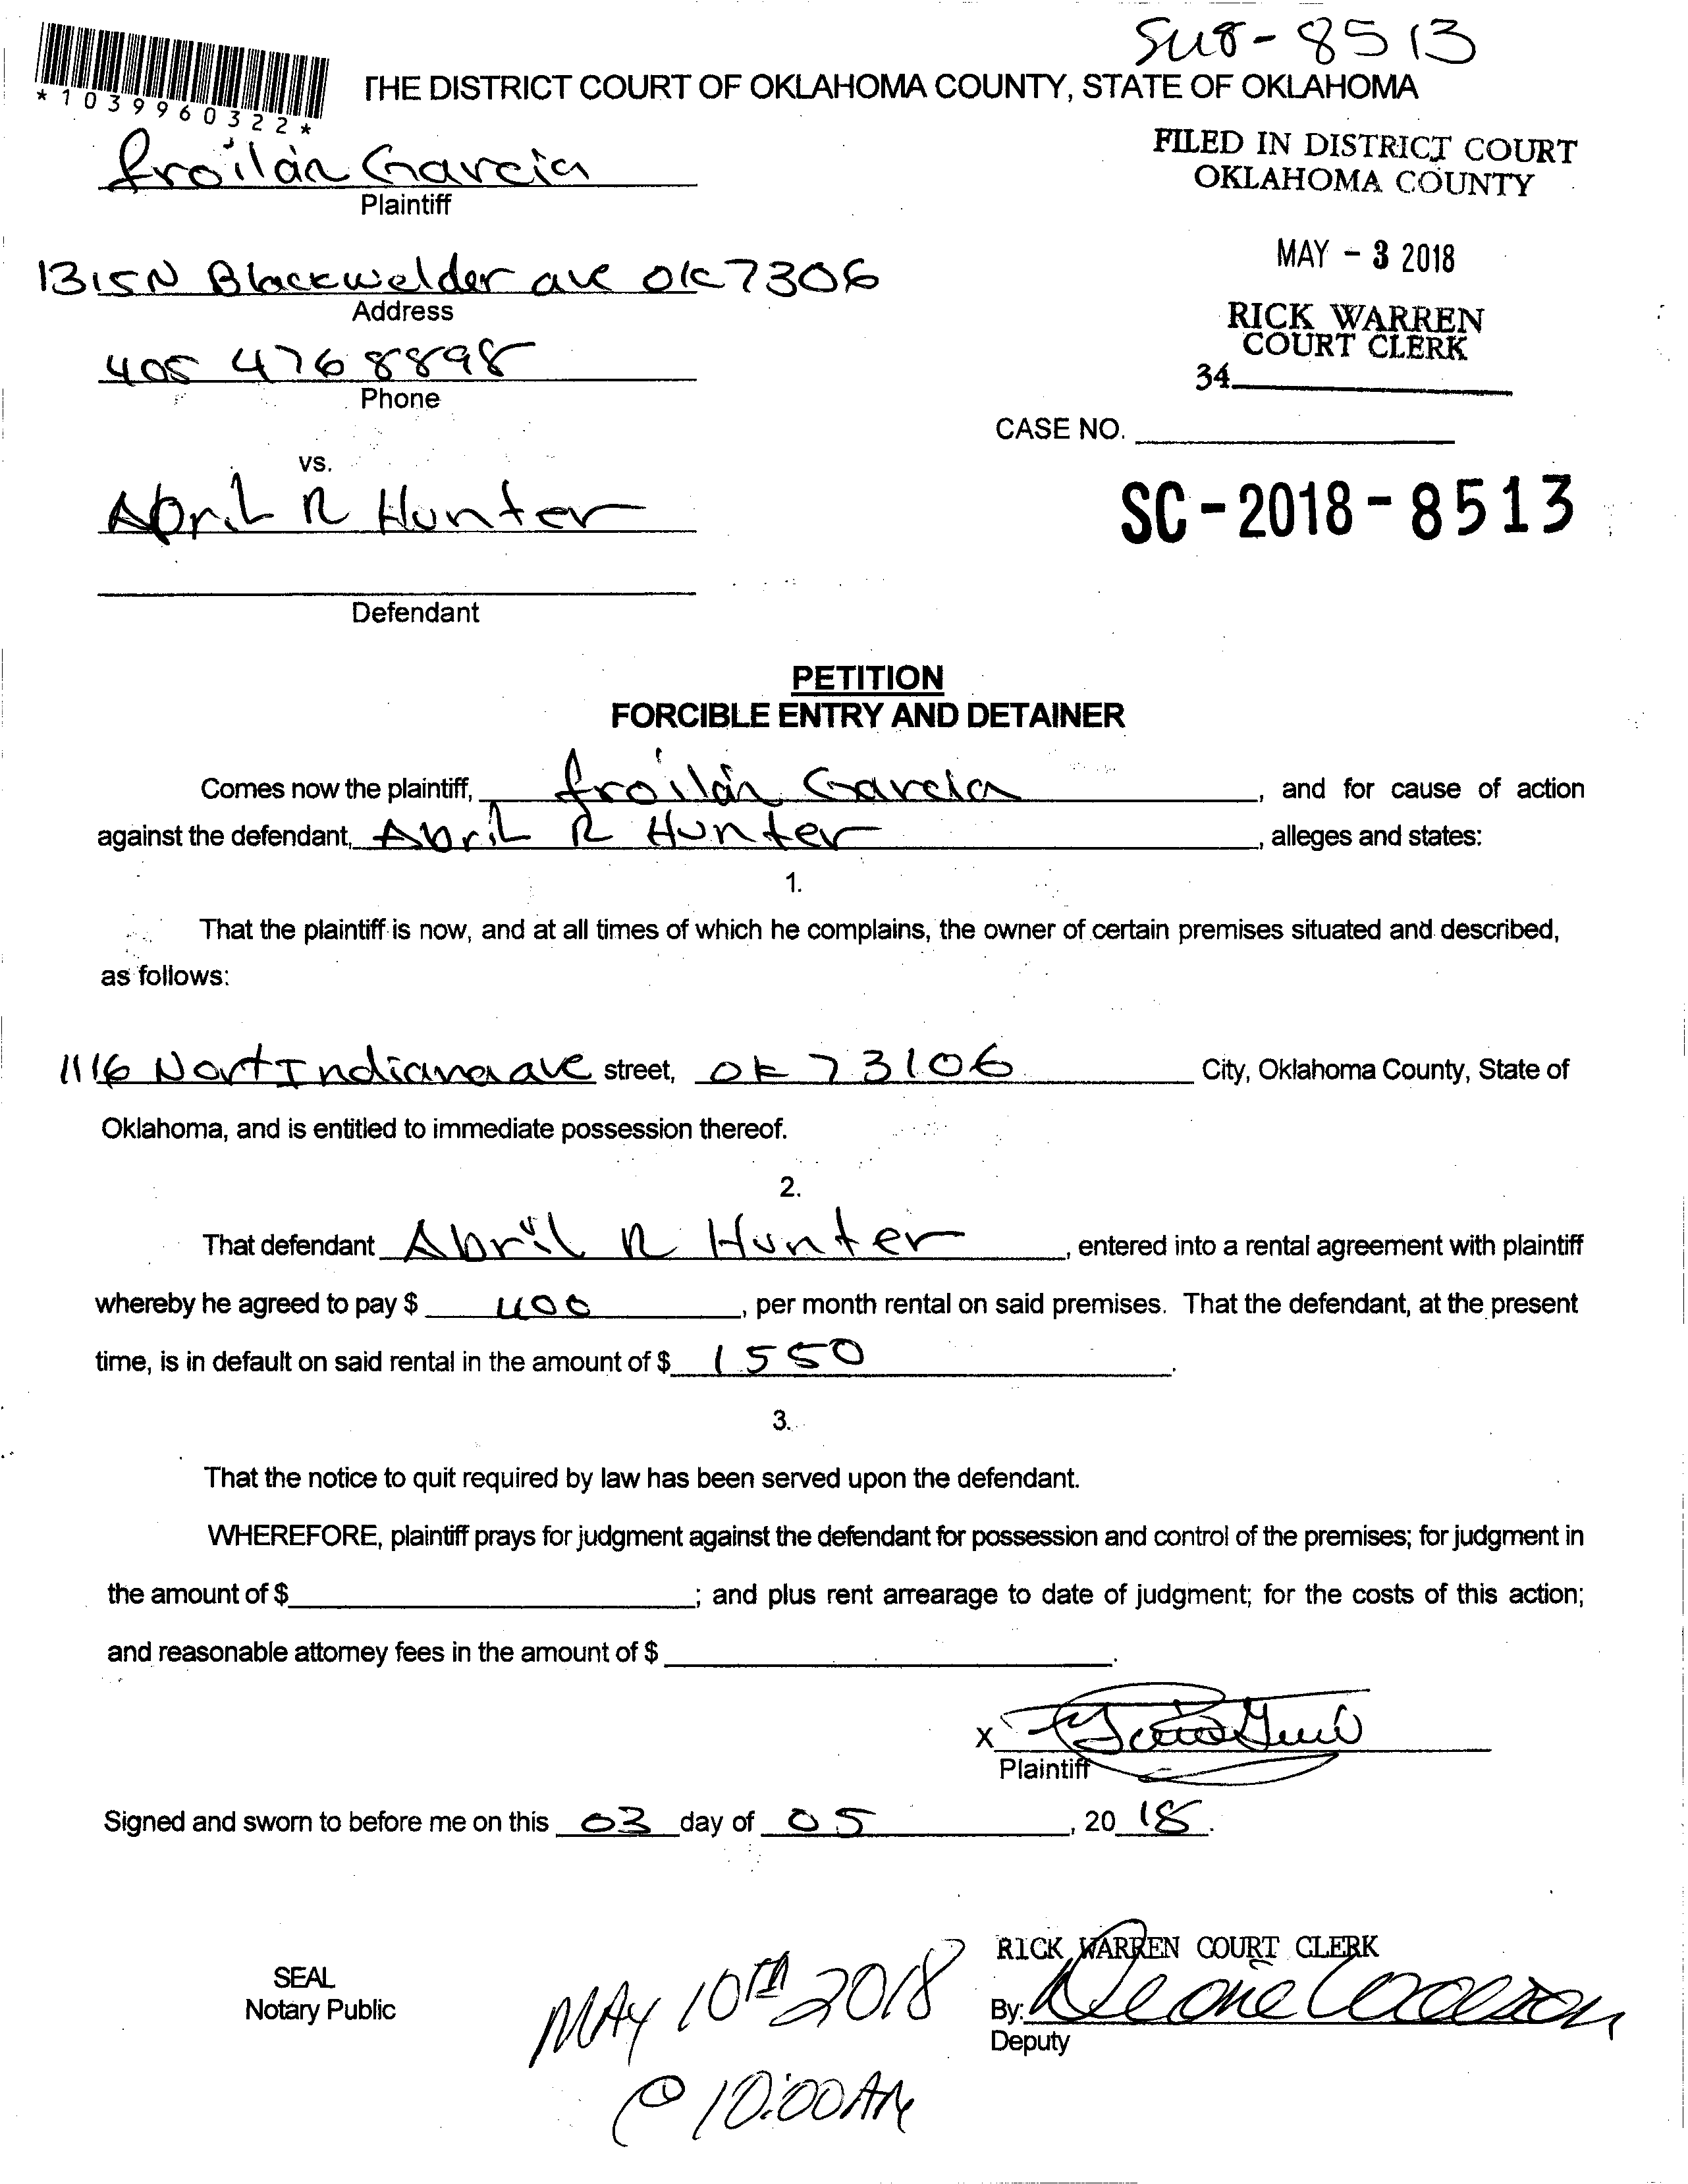 SU8-8513
*1039960322*
THE DISTRICT COURT OF OKLAHOMA COUNTY, STATE OF OKLAHOMA
froilán Garcia
Plaintiff
FILED IN DISTRICT COURT
OKLAHOMA COUNTY
1315 N Blackwelder ave ok 7306
Address
MAY - 3 2018
405 476 8898
Phone
RICK WARREN
COURT CLERK
34
CASE NO.
vs.
April R Hunter
SC-2018-8513
Defendant
PETITION
FORCIBLE ENTRY AND DETAINER
Comes now the plaintiff, froilán Garcia, and for cause of action
against the defendant, Abril R Hunter, alleges and states:
1.
That the plaintiff is now, and at all times of which he complains, the owner of certain premises situated and described,
as follows:
1116 Nort Indiana ave street, ok 73106 City, Oklahoma County, State of
Oklahoma, and is entitled to immediate possession thereof.
2.
That defendant Abril R Hunter, entered into a rental agreement with plaintiff
whereby he agreed to pay $ 400, per month rental on said premises. That the defendant, at the present
time, is in default on said rental in the amount of $ 1550.
3.
That the notice to quit required by law has been served upon the defendant.
WHEREFORE, plaintiff prays for judgment against the defendant for possession and control of the premises; for judgment in
the amount of $ ; and plus rent arrearage to date of judgment; for the costs of this action;
and reasonable attorney fees in the amount of $ .
X
Plaintiff
Signed and sworn to before me on this 03 day of 05, 20 18.
RICK WARREN COURT CLERK
SEAL
Notary Public
MAY 10TH 2018
@ 10:00AM
By:
Deputy